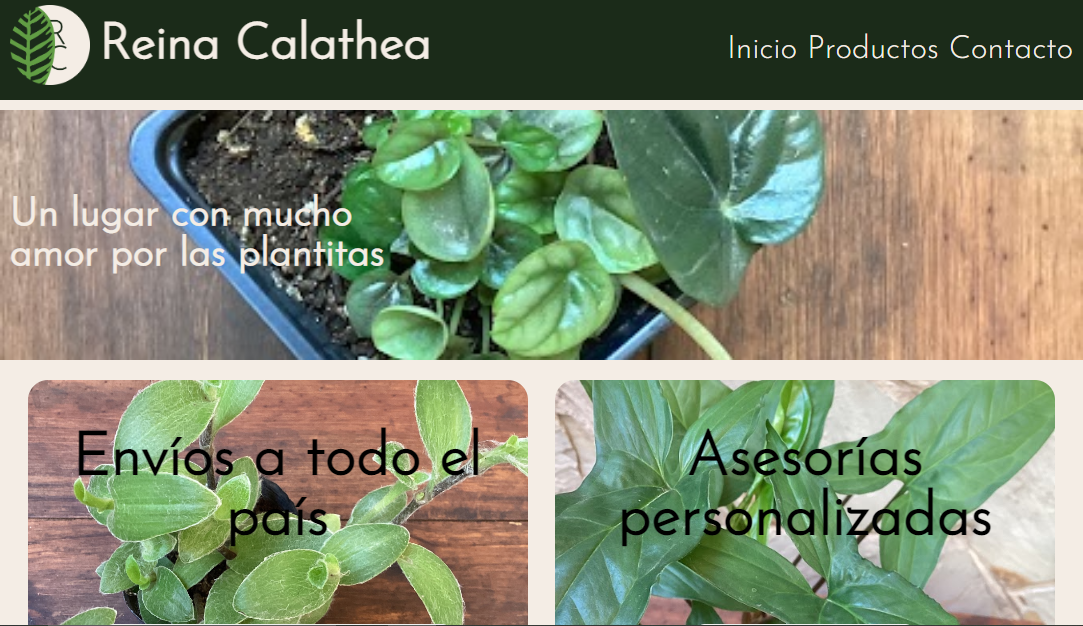 RC
Reina Calathea
Inicio Productos Contacto
Un lugar con mucho
amor por las plantitas
Envíos a todo el
país
Asesorías
personalizadas